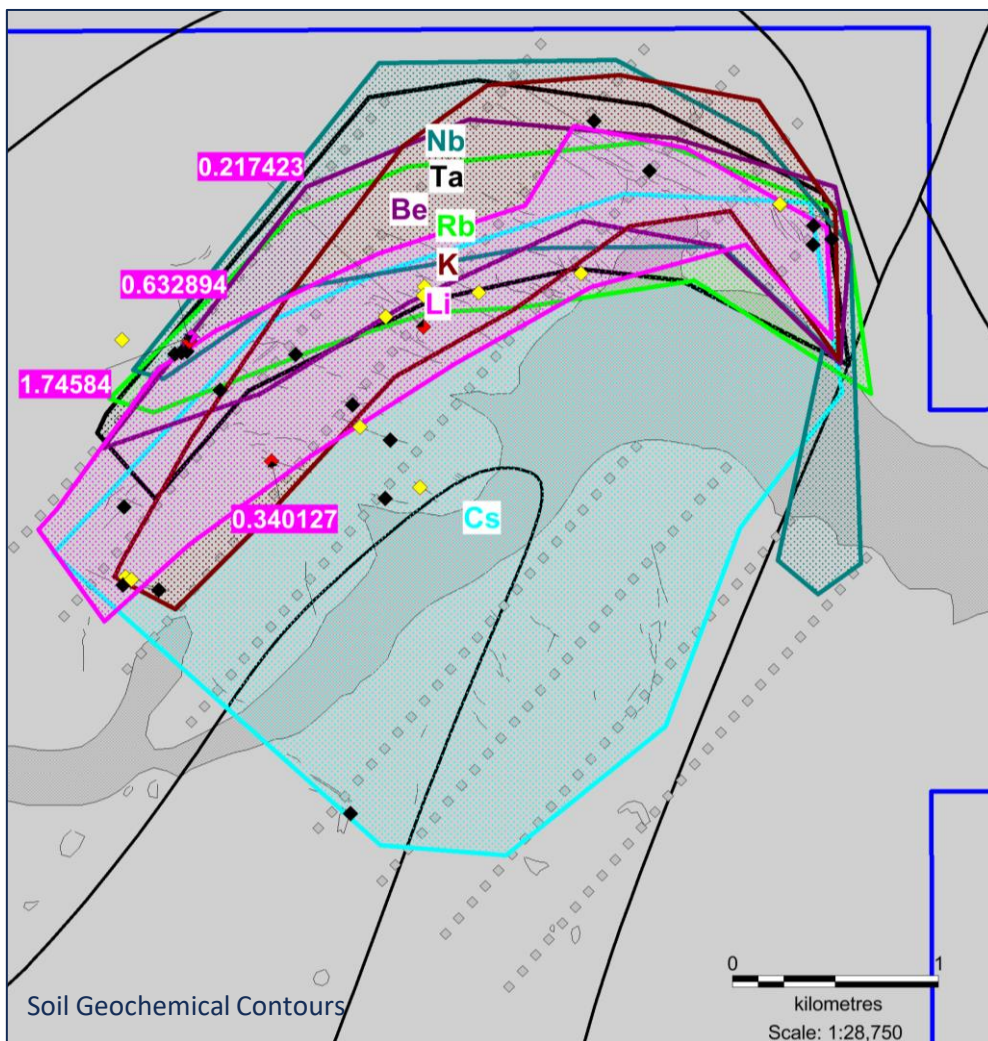 Nb
0.217423
Ta
Be
Rb
K
0.632894
Li
1.74584
0.340127
Cs
0 1
kilometres
Scale: 1:28,750
Soil Geochemical Contours